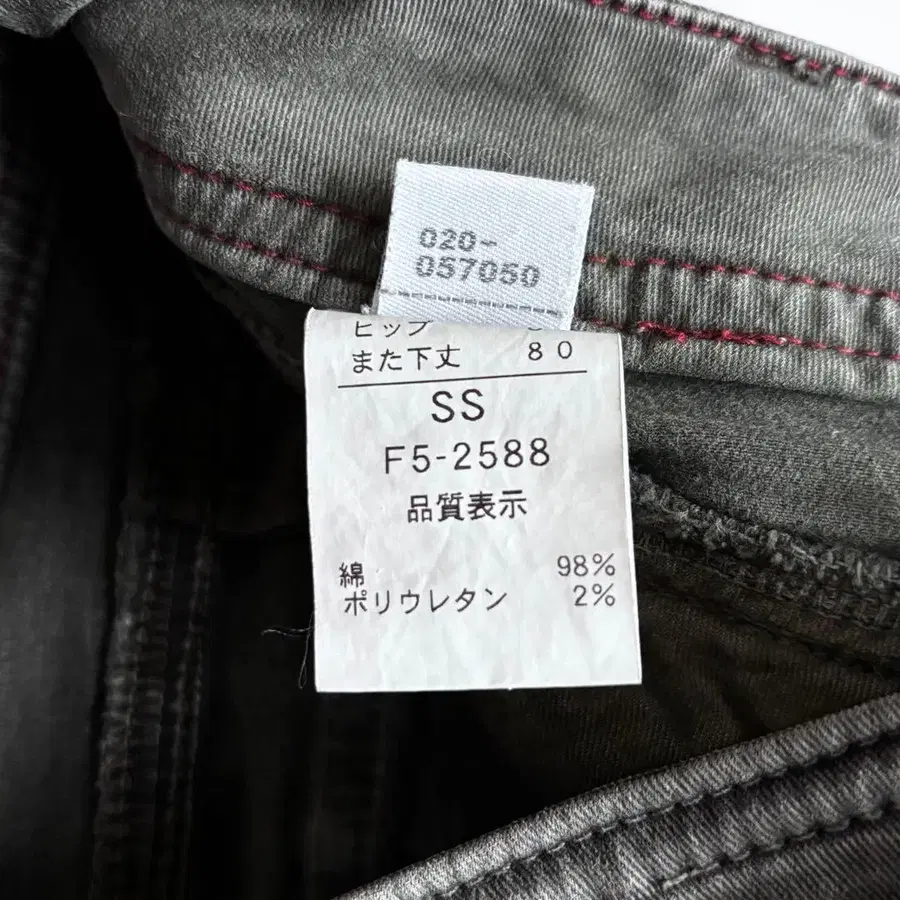 020-
057050
ヒップ
また下丈 80
SS
F5-2588
品質表示
綿 98%
ポリウレタン 2%